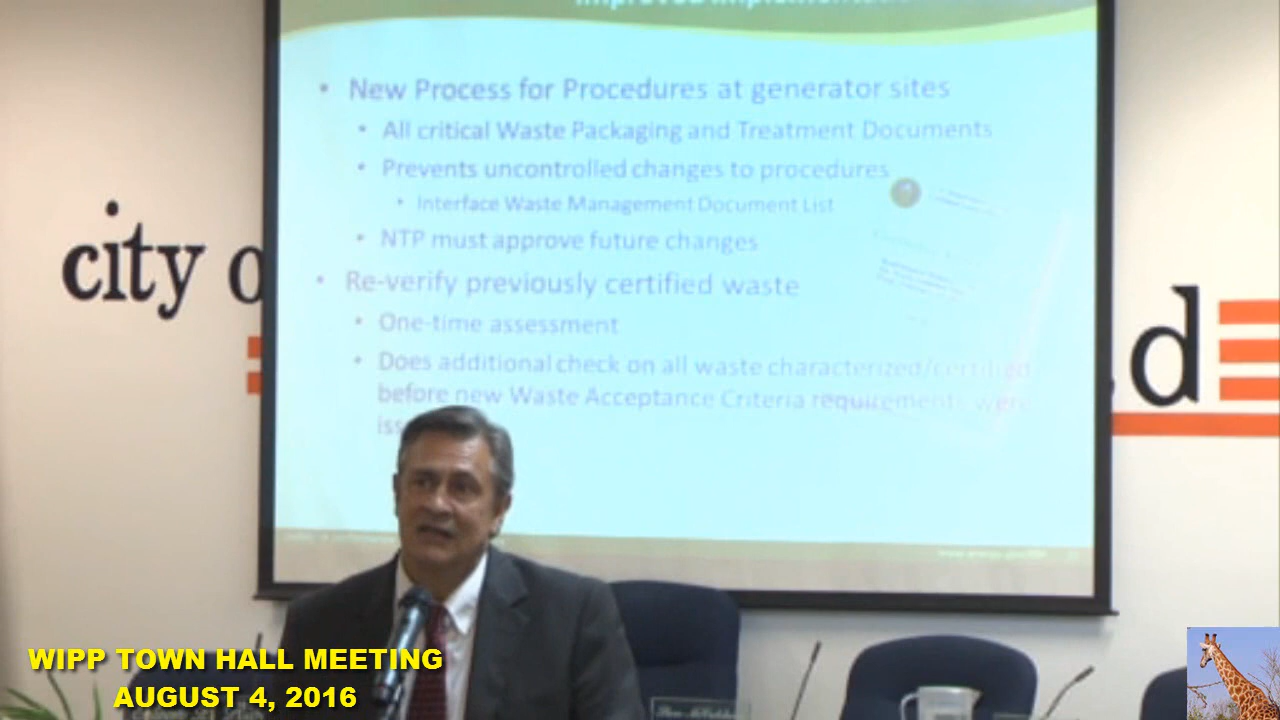 • New Process for Procedures at generator sites
• All critical Waste Packaging and Treatment Documents
• Prevents uncontrolled changes to procedures
• Interface Waste Management Document List
• NTP must approve future changes
• Re-verify previously certified waste
• One-time assessment
• Does additional check on all waste characterized/certified
before new Waste Acceptance Criteria requirements were
iss
city o
d
WIPP TOWN HALL MEETING
AUGUST 4, 2016